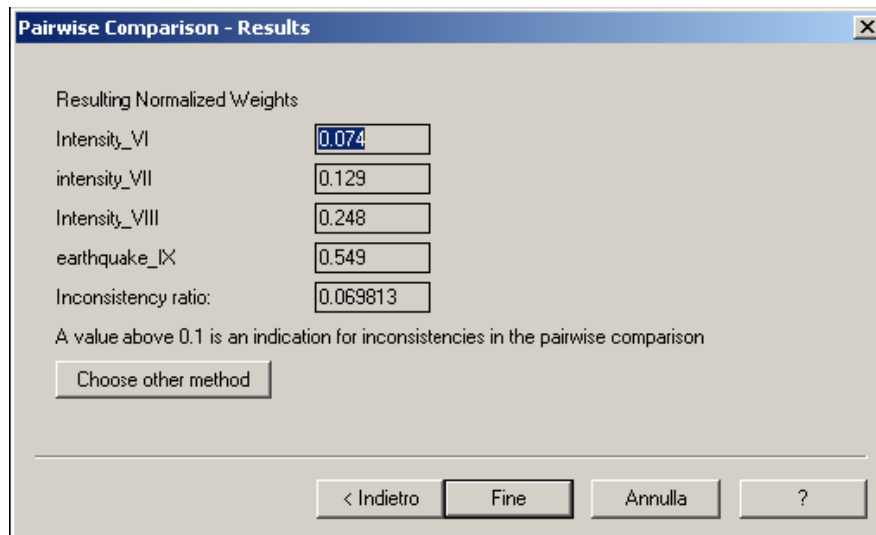 Pairwise Comparison - Results
Resulting Normalized Weights
Intensity_VI 0.074
intensity_VII 0.129
Intensity_VIII 0.248
earthquake_IX 0.549
Inconsistency ratio: 0.069813
A value above 0.1 is an indication for inconsistencies in the pairwise comparison
Choose other method
< Indietro Fine Annulla ?